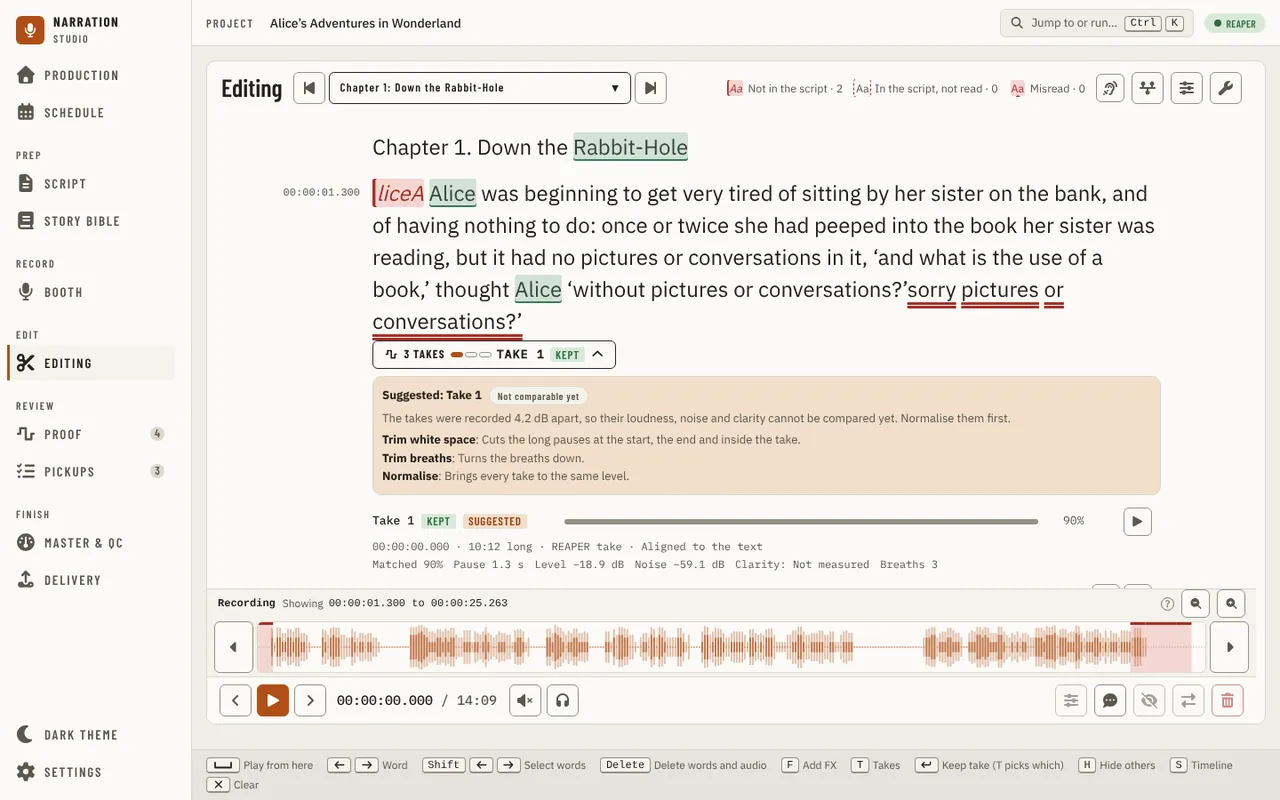 NARRATION
STUDIO
PRODUCTION
SCHEDULE
PREP
SCRIPT
STORY BIBLE
RECORD
BOOTH
EDIT
EDITING
REVIEW
PROOF 4
PICKUPS 3
FINISH
MASTER & QC
DELIVERY
DARK THEME
SETTINGS
PROJECT Alice's Adventures in Wonderland
Jump to or run… Ctrl K
REAPER
Editing
Chapter 1: Down the Rabbit-Hole
Aa Not in the script · 2 Aa In the script, not read · 0 Aa Misread · 0
Chapter 1. Down the Rabbit-Hole
00:00:01.300
liceA Alice was beginning to get very tired of sitting by her sister on the bank, and
of having nothing to do: once or twice she had peeped into the book her sister was
reading, but it had no pictures or conversations in it, ‘and what is the use of a
book,’ thought Alice ‘without pictures or conversations?’sorry pictures or
conversations?’
3 TAKES TAKE 1 KEPT
Suggested: Take 1 Not comparable yet
The takes were recorded 4.2 dB apart, so their loudness, noise and clarity cannot be compared yet. Normalise them first.
Trim white space: Cuts the long pauses at the start, the end and inside the take.
Trim breaths: Turns the breaths down.
Normalise: Brings every take to the same level.
Take 1 KEPT SUGGESTED 90%
00:00:00.000 · 10:12 long · REAPER take · Aligned to the text
Matched 90% Pause 1.3 s Level −18.9 dB Noise −59.1 dB Clarity: Not measured Breaths 3
Recording Showing 00:00:01.300 to 00:00:25.263
?
00:00:00.000 / 14:09
Play from here ← → Word Shift ← → Select words Delete Delete words and audio F Add FX T Takes ↵ Keep take (T picks which) H Hide others S Timeline
✕ Clear